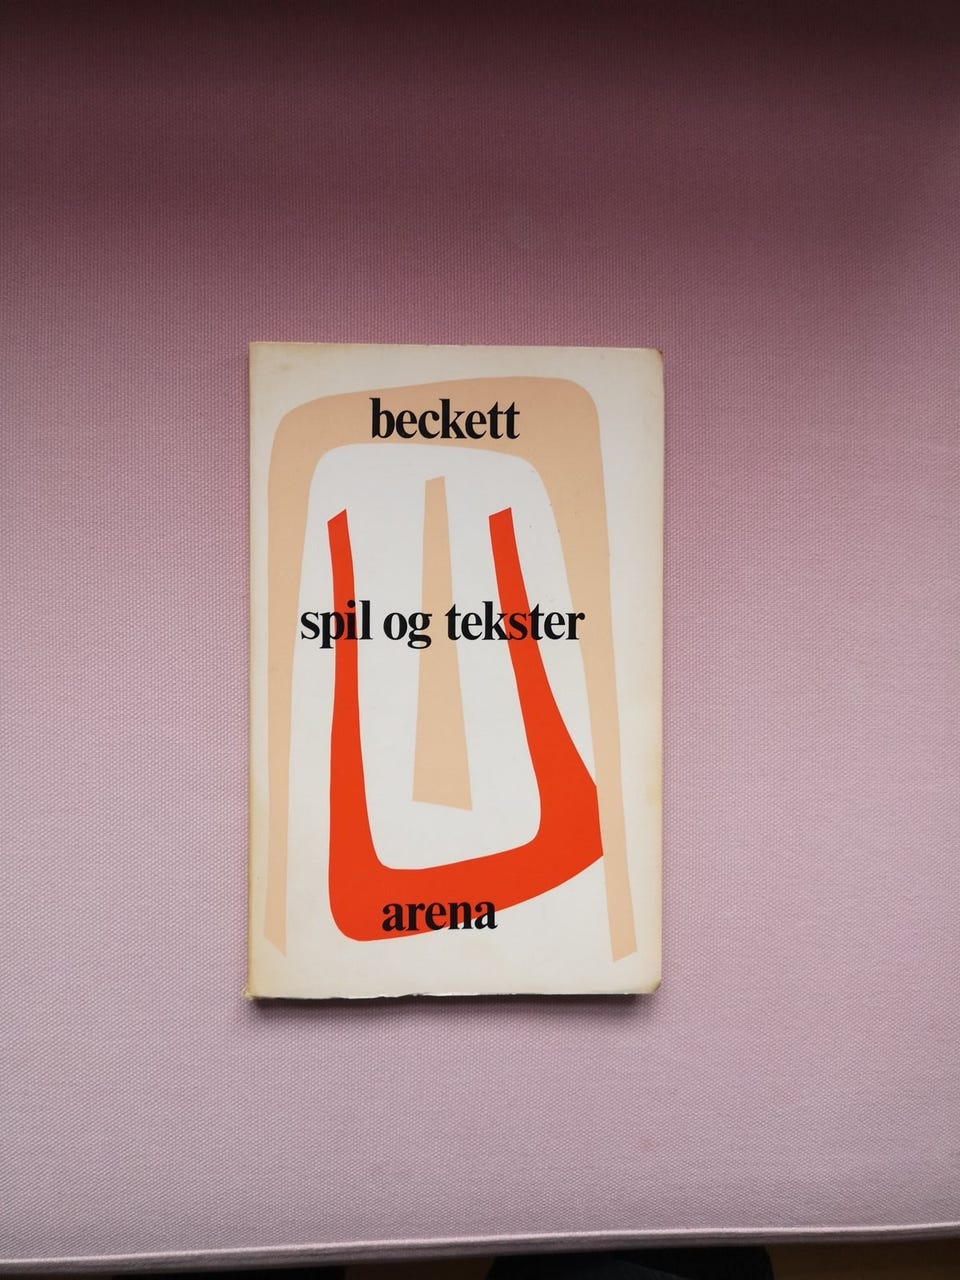 beckett
spil og tekster
arena